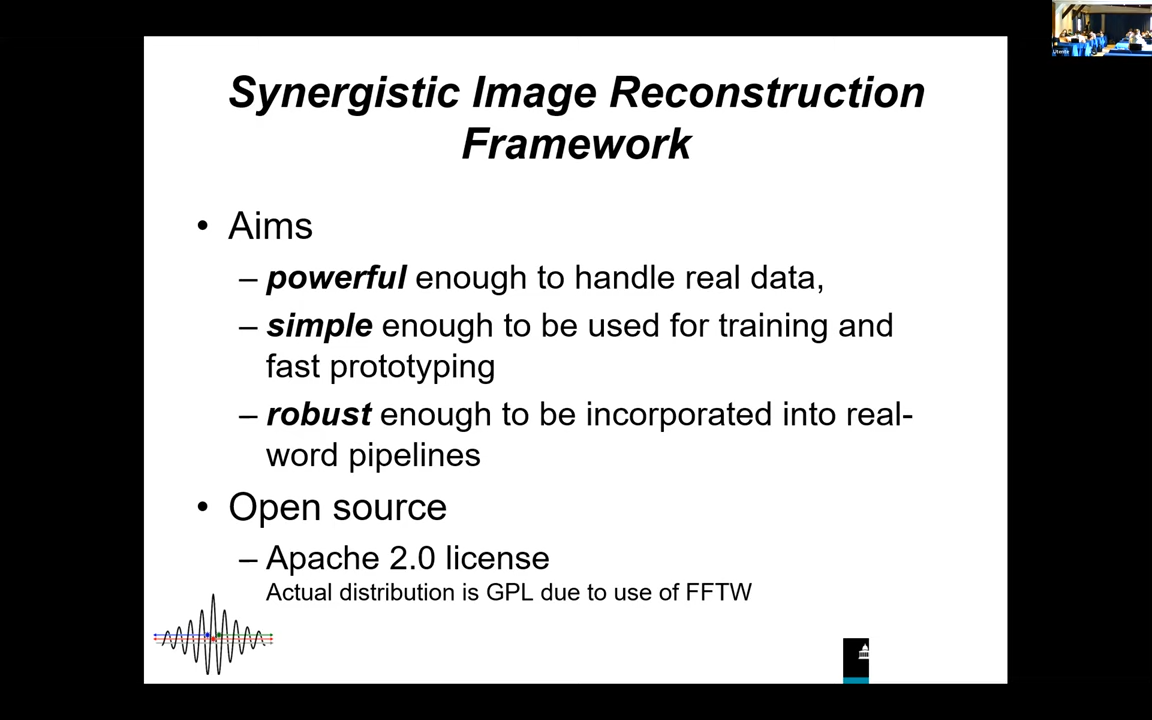 Synergistic Image Reconstruction
Framework
• Aims
– powerful enough to handle real data,
– simple enough to be used for training and
fast prototyping
– robust enough to be incorporated into real-
word pipelines
• Open source
– Apache 2.0 license
Actual distribution is GPL due to use of FFTW